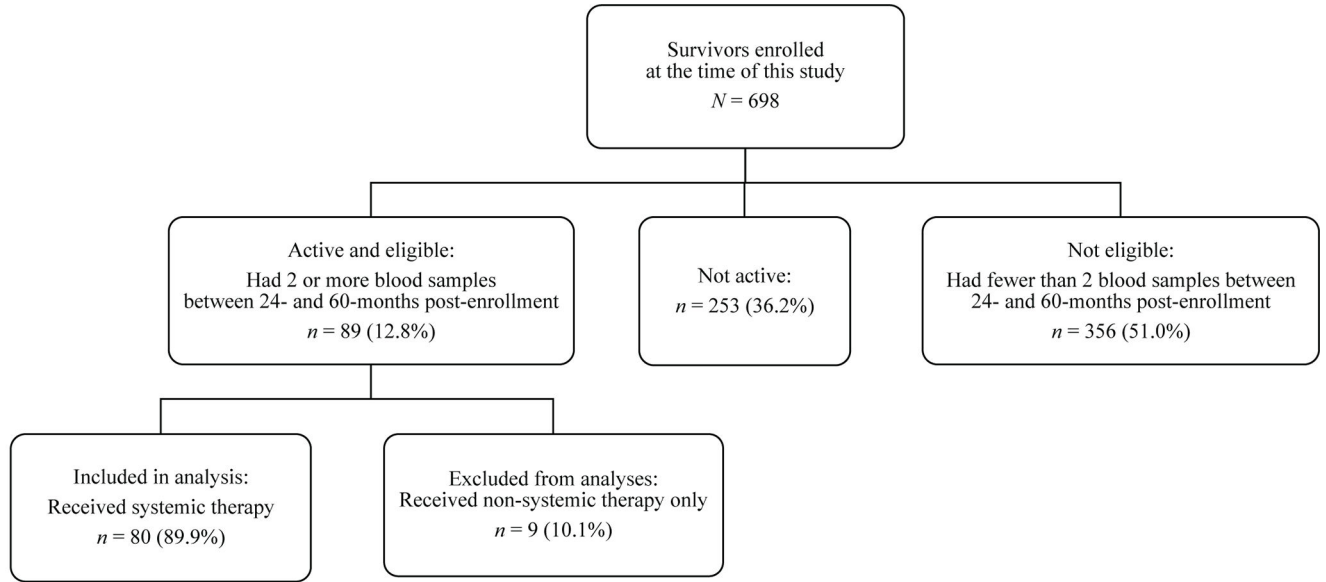 Survivors enrolled
at the time of this study
N = 698
Active and eligible:
Had 2 or more blood samples
between 24- and 60-months post-enrollment
n = 89 (12.8%)
Not active:
n = 253 (36.2%)
Not eligible:
Had fewer than 2 blood samples between
24- and 60-months post-enrollment
n = 356 (51.0%)
Included in analysis:
Received systemic therapy
n = 80 (89.9%)
Excluded from analyses:
Received non-systemic therapy only
n = 9 (10.1%)